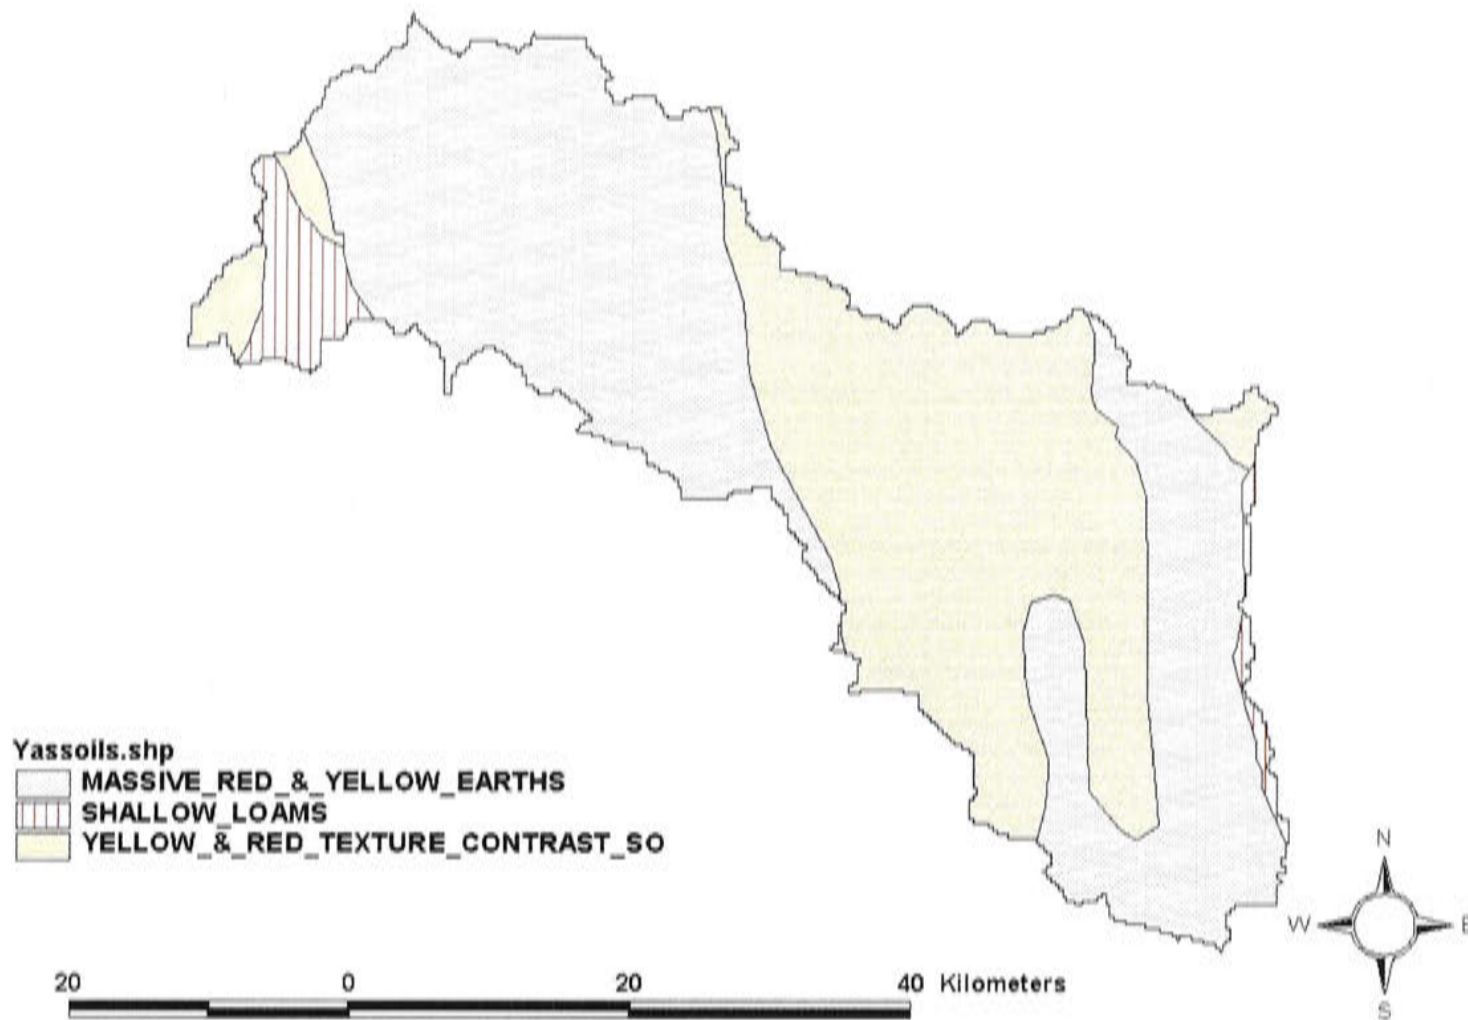 Yassoils.shp
MASSIVE_RED_&_YELLOW_EARTHS
SHALLOW_LOAMS
YELLOW_&_RED_TEXTURE_CONTRAST_SO
N
W E
S
20 0 20 40 Kilometers